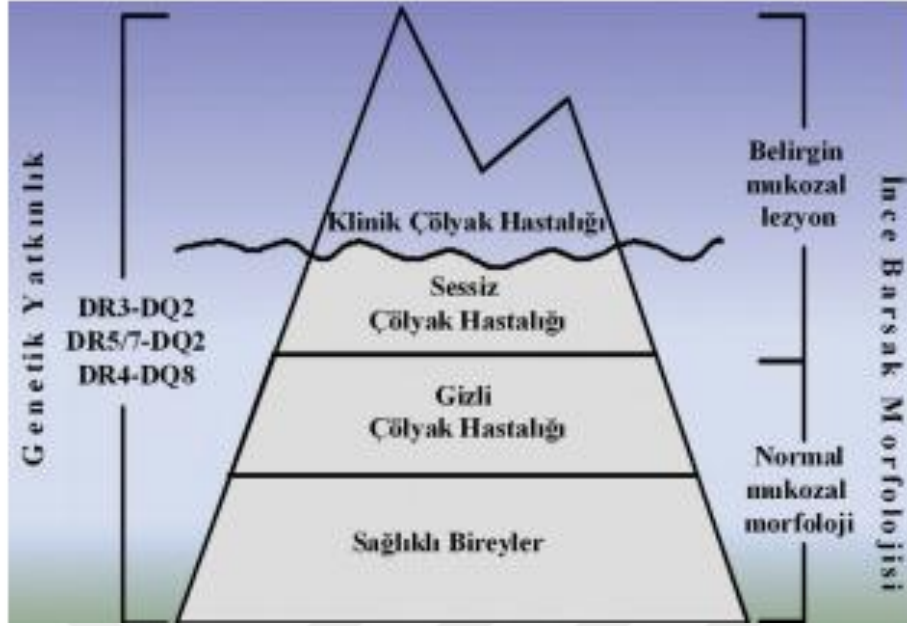 Genetik Yatkınlık
DR3-DQ2
DR5/7-DQ2
DR4-DQ8
Klinik Çölyak Hastalığı
Sessiz
Çölyak Hastalığı
Gizli
Çölyak Hastalığı
Sağlıklı Bireyler
Belirgin
mukozal
lezyon
Normal
mukozal
morfoloji
İnce Barsak Morfolojisi